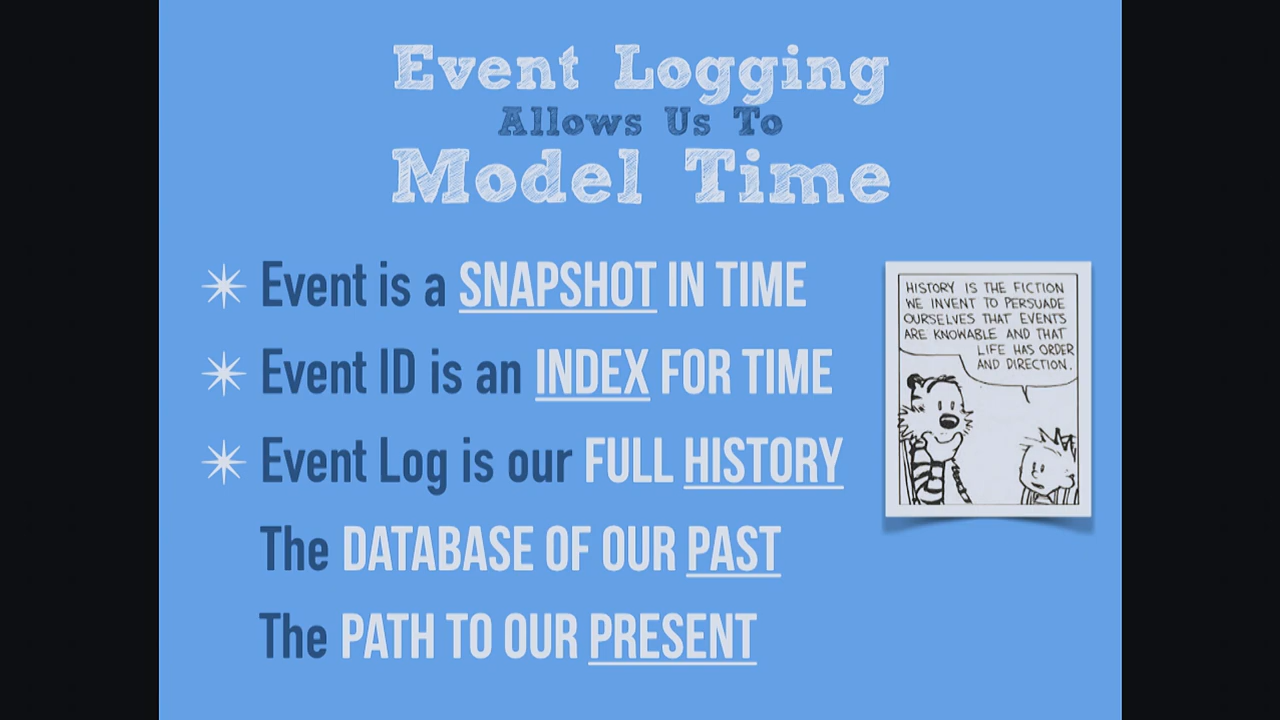 Event Logging
Allows Us To
Model Time
Event is a SNAPSHOT IN TIME
Event ID is an INDEX FOR TIME
Event Log is our FULL HISTORY
The DATABASE OF OUR PAST
The PATH TO OUR PRESENT
HISTORY IS THE FICTION
WE INVENT TO PERSUADE
OURSELVES THAT EVENTS
ARE KNOWABLE AND THAT
LIFE HAS ORDER
AND DIRECTION.